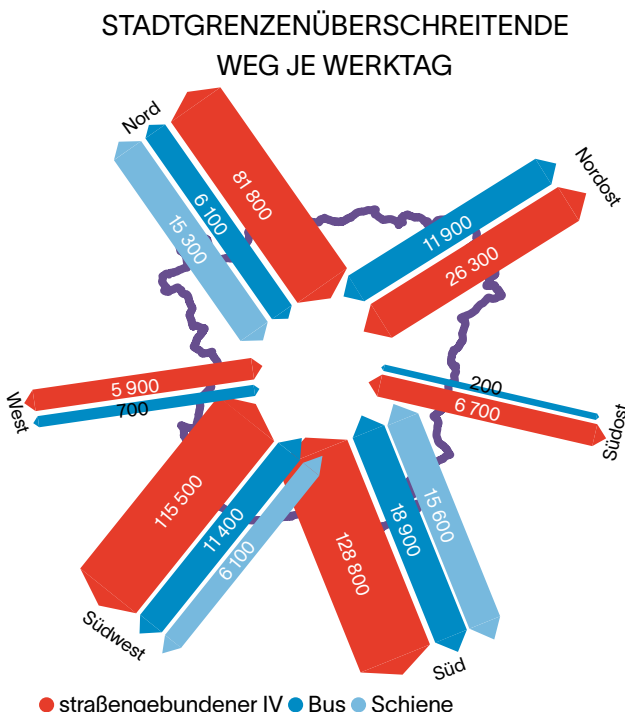 STADTGRENZENÜBERSCHREITENDE
WEG JE WERKTAG
Nord
81 800
6 100
15 300
Nordost
11 900
26 300
West
5 900
700
200
6 700
Südost
115 500
11 400
6 100
Südwest
128 800
18 900
15 600
Süd
straßengebundener IV Bus Schiene